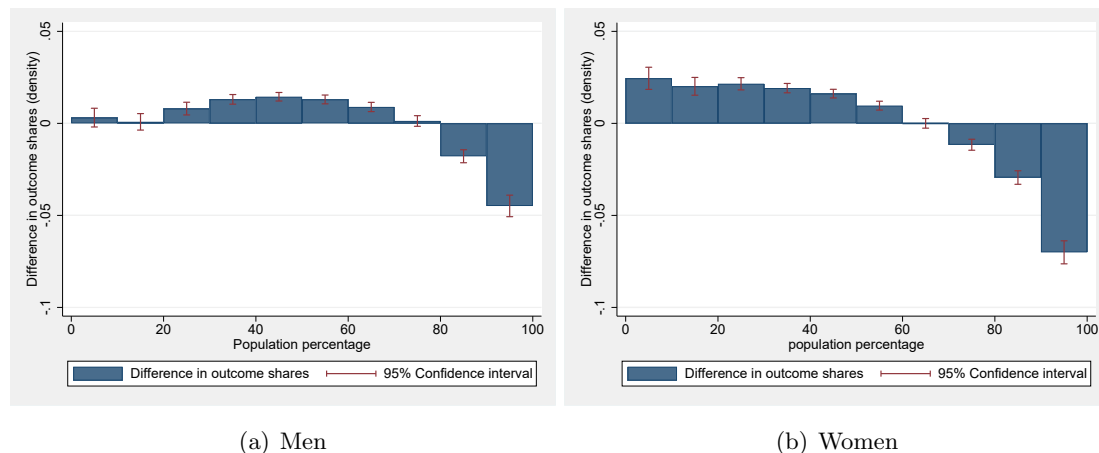 Difference in outcome shares (density)
.05
0
-.05
-.1
0 20 40 60 80 100
Population percentage
Difference in outcome shares 95% Confidence interval
(a) Men
Difference in outcome shares (density)
.05
0
-.05
-.1
0 20 40 60 80 100
population percentage
Difference in outcome shares 95% Confidence interval
(b) Women